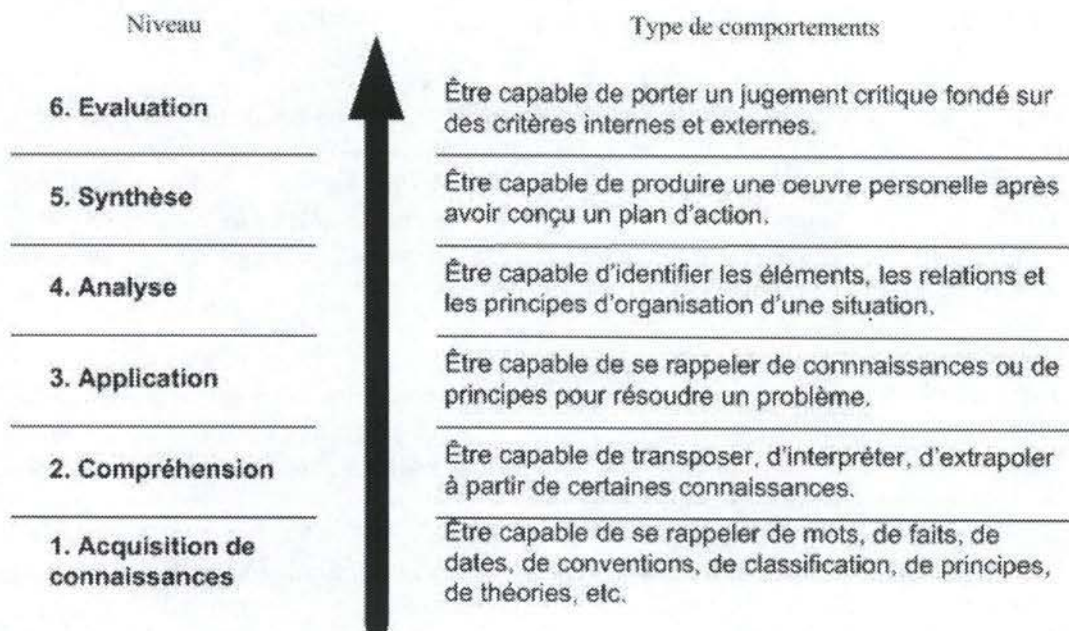 Niveau
Type de comportements
6. Evaluation
Être capable de porter un jugement critique fondé sur
des critères internes et externes.
5. Synthèse
Être capable de produire une oeuvre personelle après
avoir conçu un plan d'action.
4. Analyse
Être capable d'identifier les éléments, les relations et
les principes d'organisation d'une situation.
3. Application
Être capable de se rappeler de connnaissances ou de
principes pour résoudre un problème.
2. Compréhension
Être capable de transposer, d'interpréter, d'extrapoler
à partir de certaines connaissances.
1. Acquisition de
connaissances
Être capable de se rappeler de mots, de faits, de
dates, de conventions, de classification, de principes,
de théories, etc.